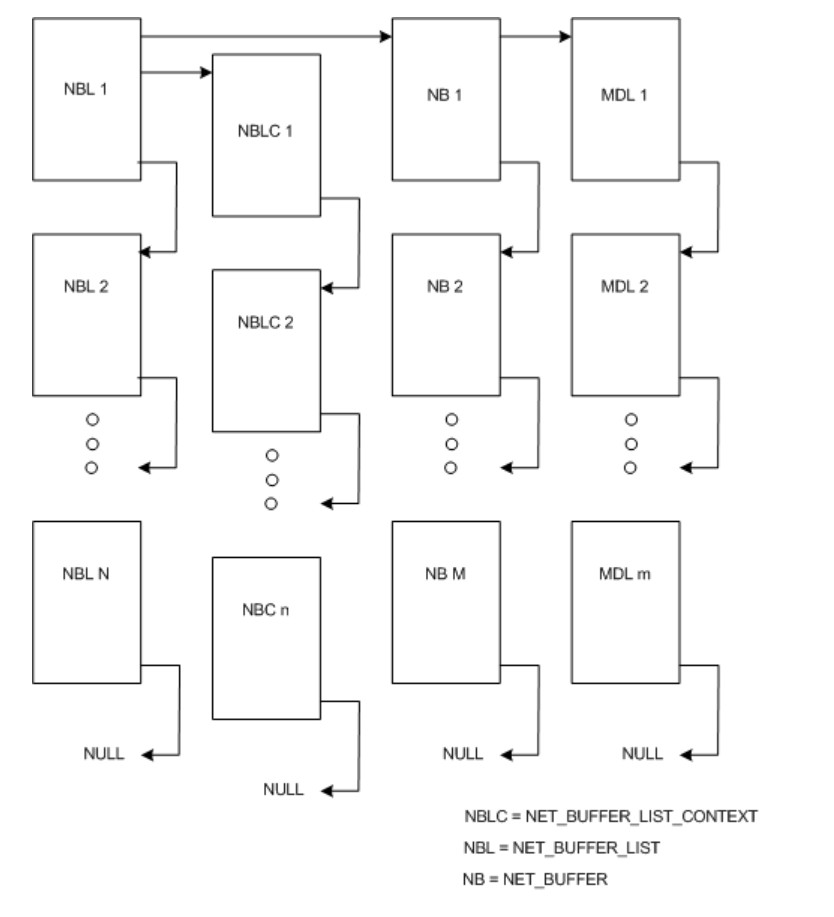 NBL 1
NB 1
MDL 1
NBLC 1
NBL 2
NB 2
MDL 2
NBLC 2
NBL N
NB M
MDL m
NBC n
NULL
NULL
NULL
NULL
NBLC = NET_BUFFER_LIST_CONTEXT
NBL = NET_BUFFER_LIST
NB = NET_BUFFER